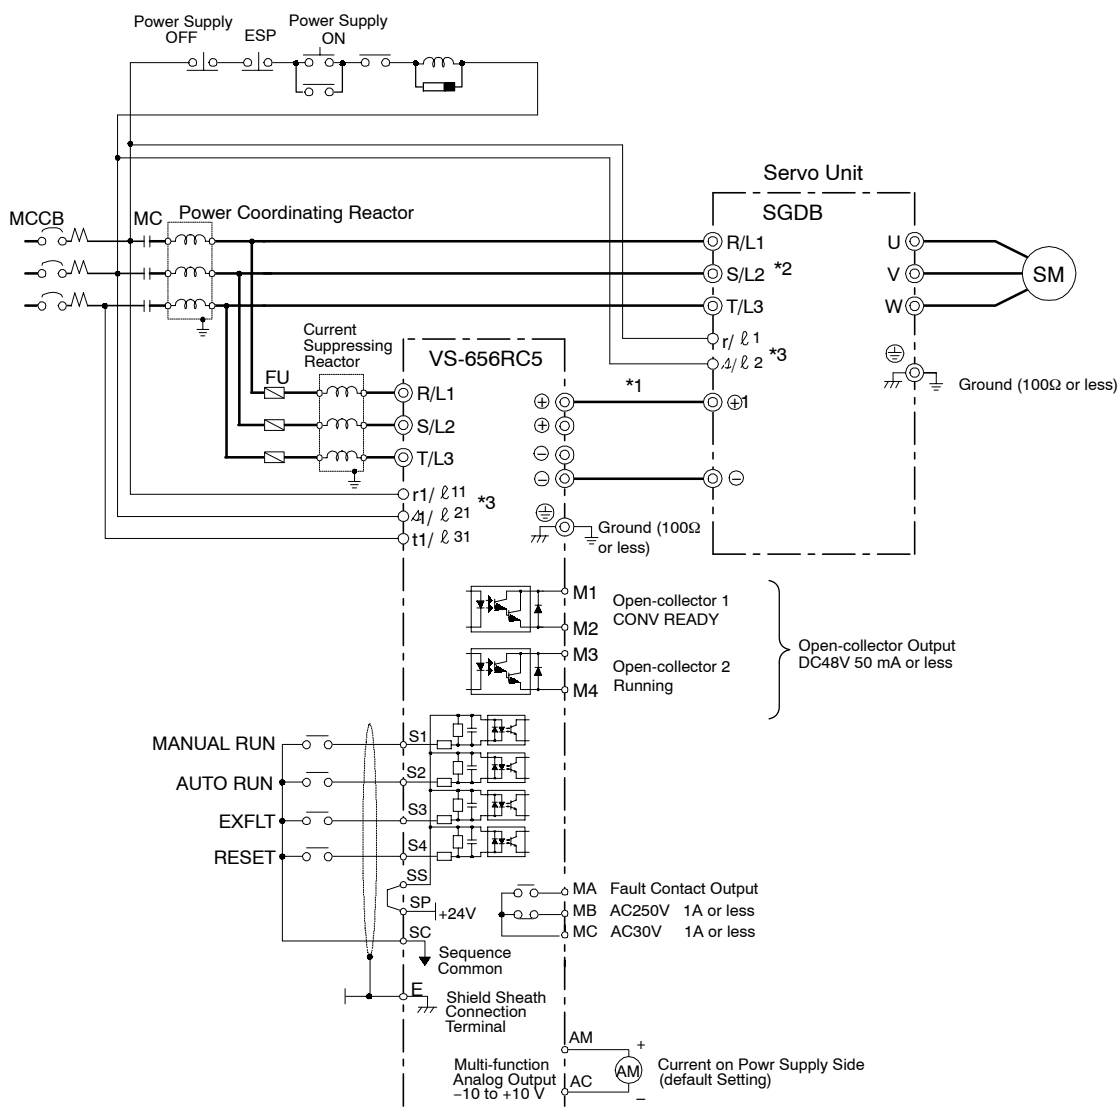 Power Supply
OFF
ESP
Power Supply
ON
Servo Unit
SGDB
MCCB
MC
Power Coordinating Reactor
R/L1
S/L2 *2
T/L3
r/ ℓ 1
s/ ℓ 2 *3
U
V
W
SM
Ground (100Ω or less)
Current
Suppressing
Reactor
FU
VS-656RC5
R/L1
S/L2
T/L3
r1/ ℓ11 *3
s1/ ℓ 21
t1/ ℓ 31
+
+
−
−
*1
+1
−
Ground (100Ω
or less)
M1
M2
Open-collector 1
CONV READY
M3
M4
Open-collector 2
Running
Open-collector Output
DC48V 50 mA or less
MANUAL RUN
S1
AUTO RUN
S2
EXFLT
S3
RESET
S4
SS
SP
+24V
SC
Sequence
Common
E
Shield Sheath
Connection
Terminal
MA Fault Contact Output
MB AC250V 1A or less
MC AC30V 1A or less
Multi-function
Analog Output
−10 to +10 V
AM
AC
+
AM
−
Current on Powr Supply Side
(default Setting)